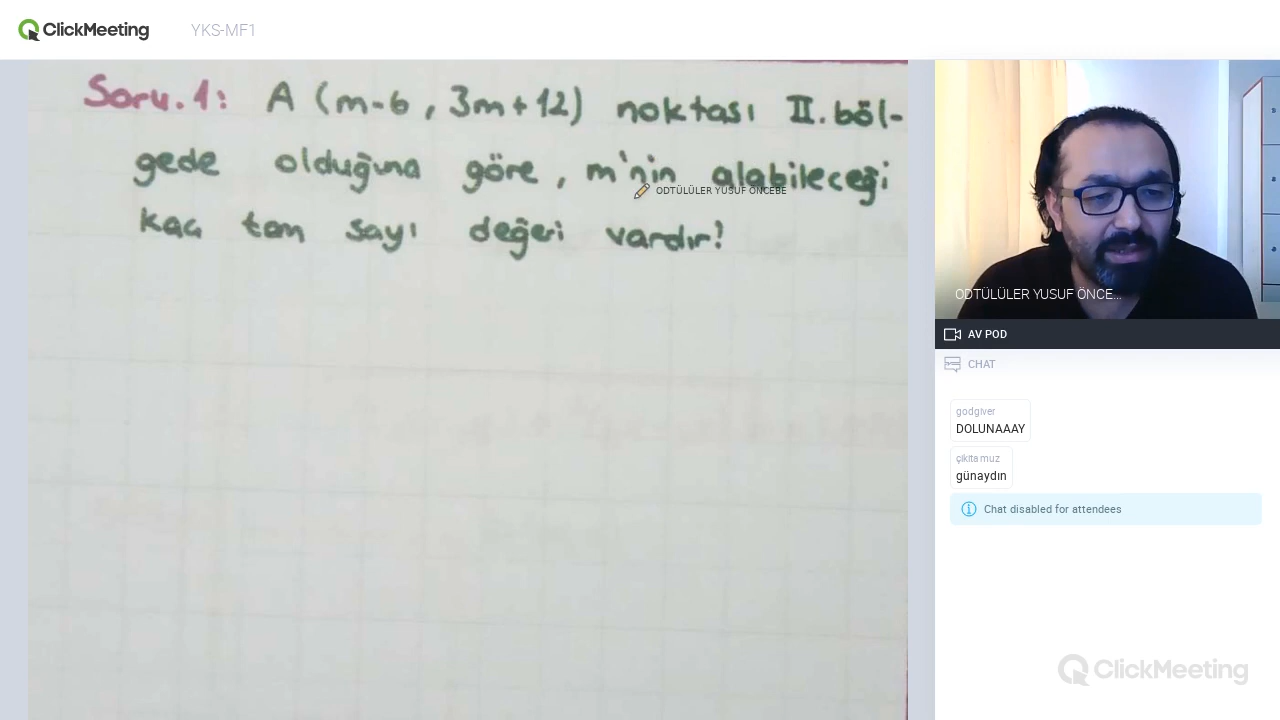 ClickMeeting
YKS-MF1
Soru.1: A (m-6, 3m+12) noktası II. böl-
gede olduğuna göre, m'nin alabileceği
kaç tam sayı değeri vardır?
ODTÜLÜLER YUSUF ÖNCEBE
ODTÜLÜLER YUSUF ÖNCE...
AV POD
CHAT
godgiver
DOLUNAAAY
çikita muz
günaydın
Chat disabled for attendees
ClickMeeting